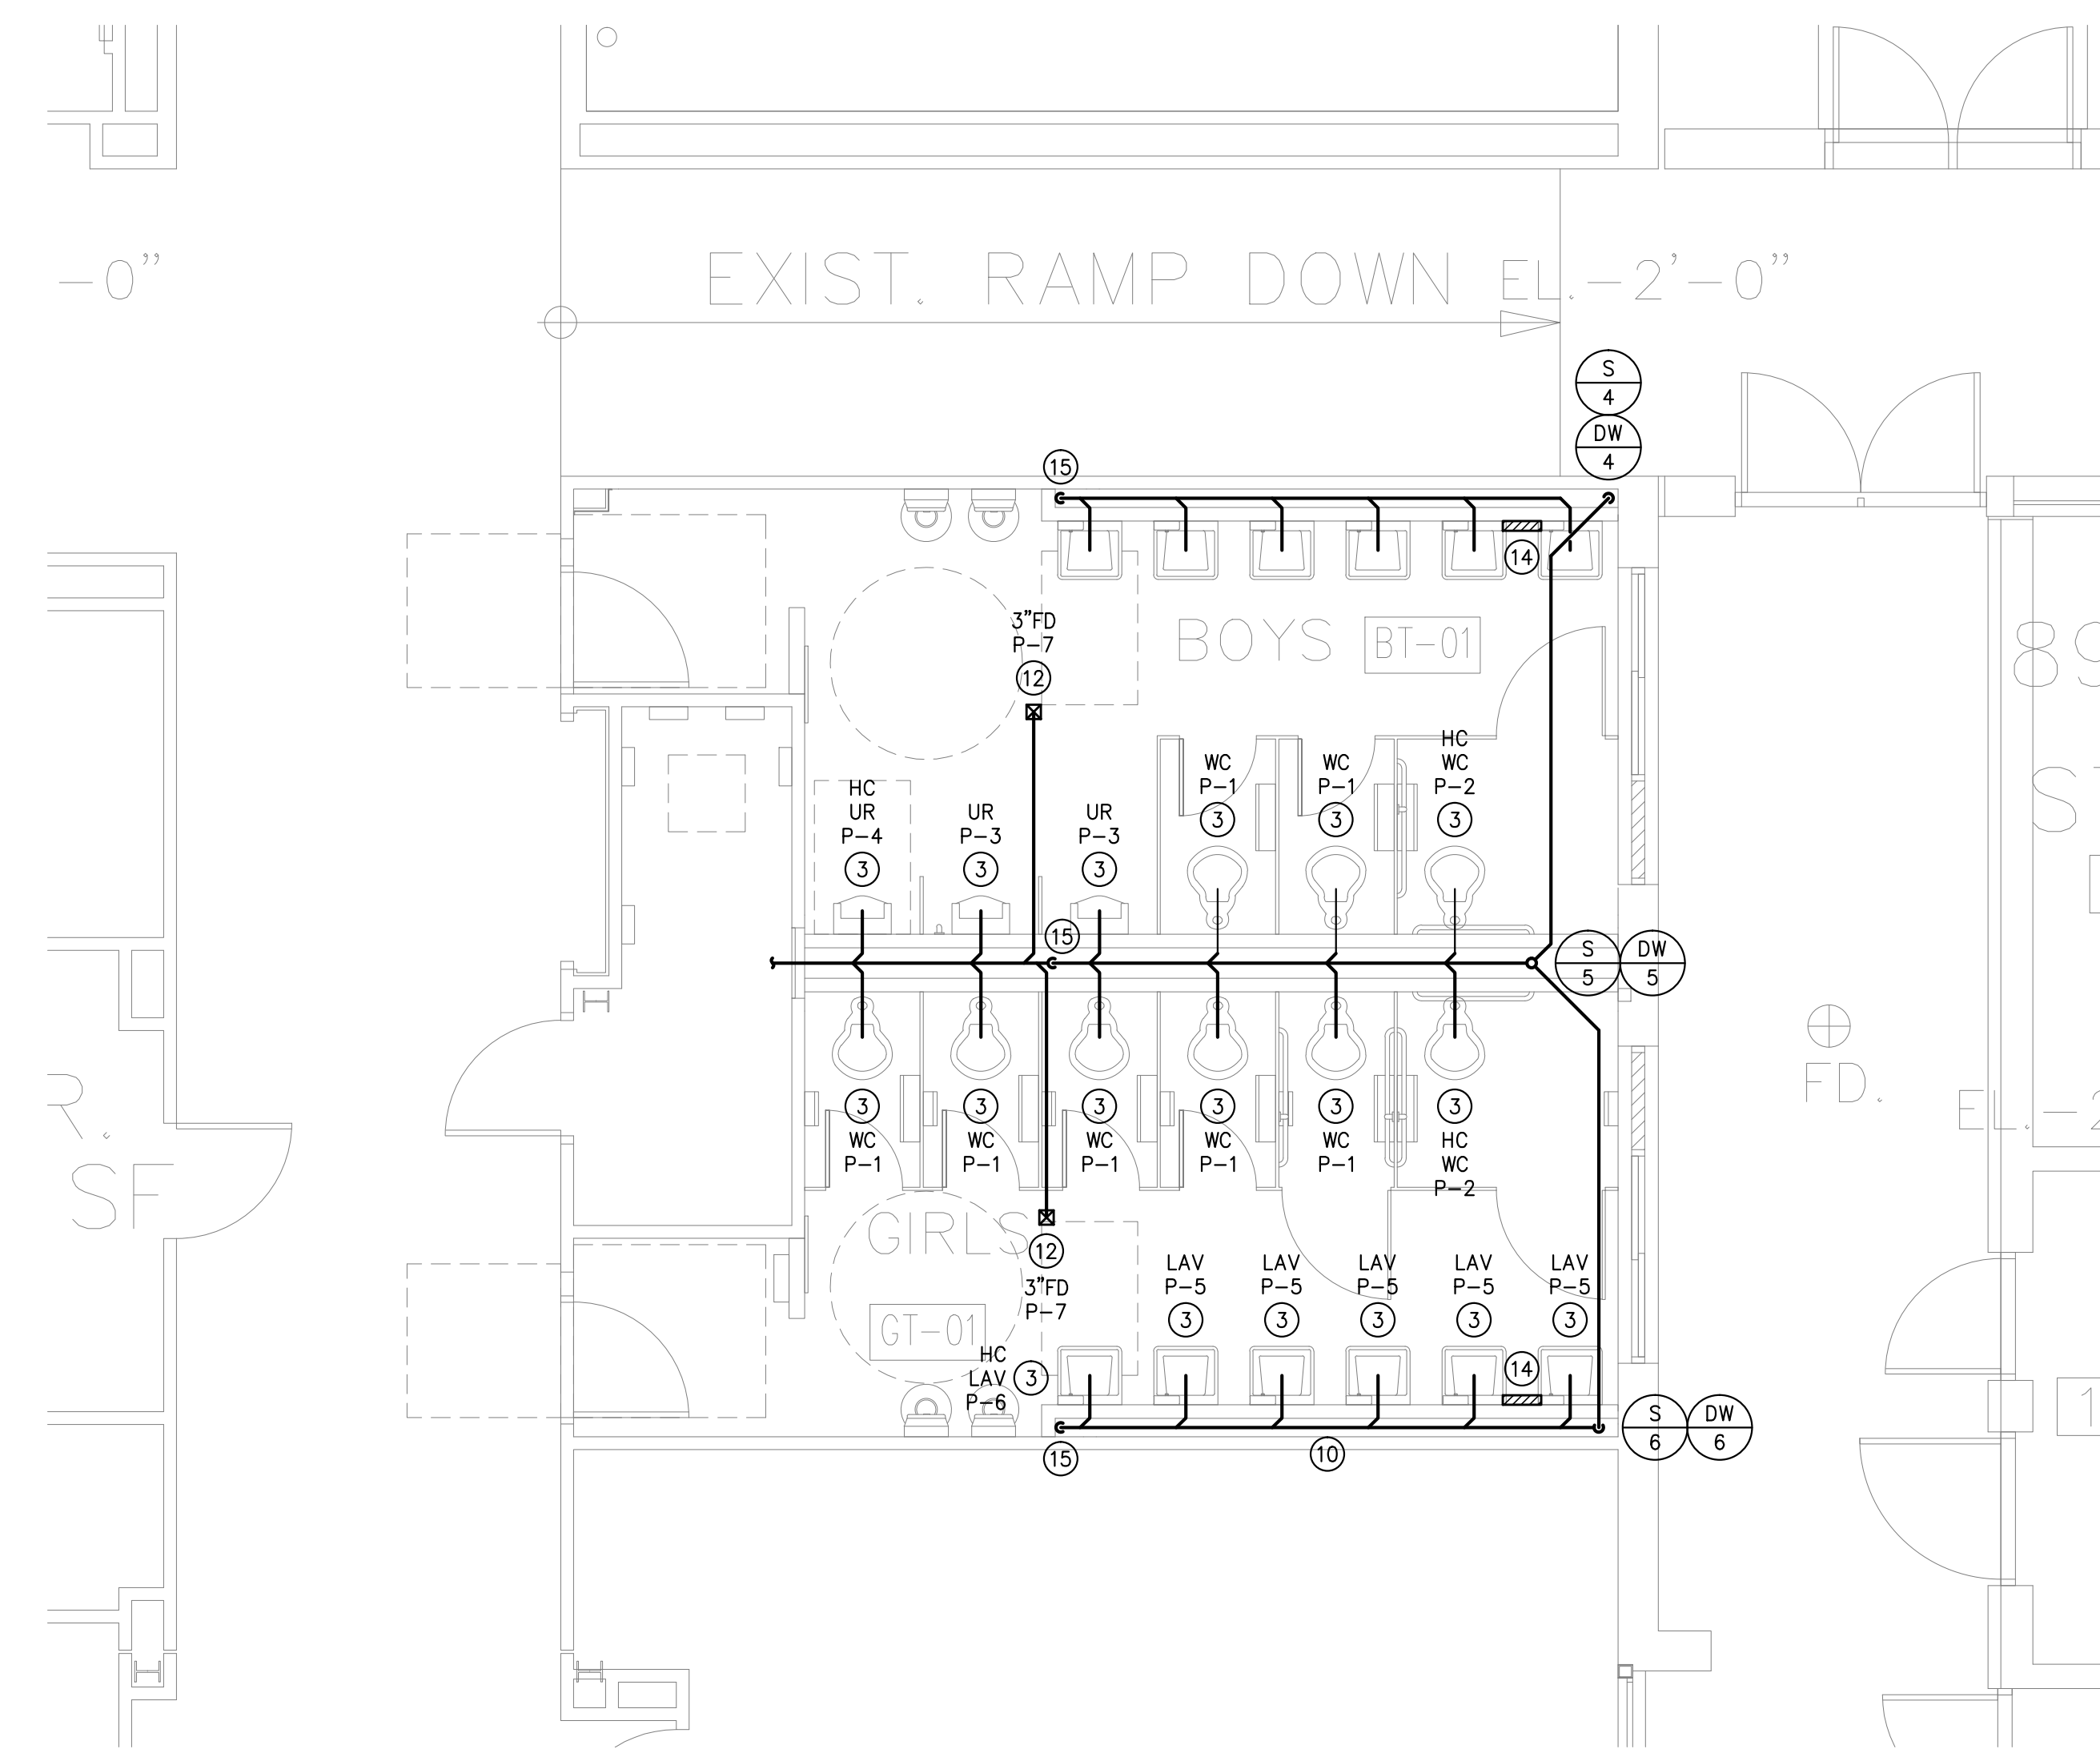 –0”
EXIST. RAMP DOWN EL.–2'–0”
S
4
DW
4
15
14
3”FD
P–7
12
BOYS
BT–01
HC
WC
P–2
3
WC
P–1
3
WC
P–1
3
HC
UR
P–4
3
UR
P–3
3
UR
P–3
3
15
S
5
DW
5
FD.
EL.–2
R.
SF
89
S
3
WC
P–1
3
WC
P–1
3
WC
P–1
3
WC
P–1
3
WC
P–1
3
HC
WC
P–2
GIRLS
GT–01
12
3”FD
P–7
LAV
P–5
3
LAV
P–5
3
LAV
P–5
3
LAV
P–5
3
LAV
P–5
3
HC
LAV
P–6
3
14
15
10
S
6
DW
6
1